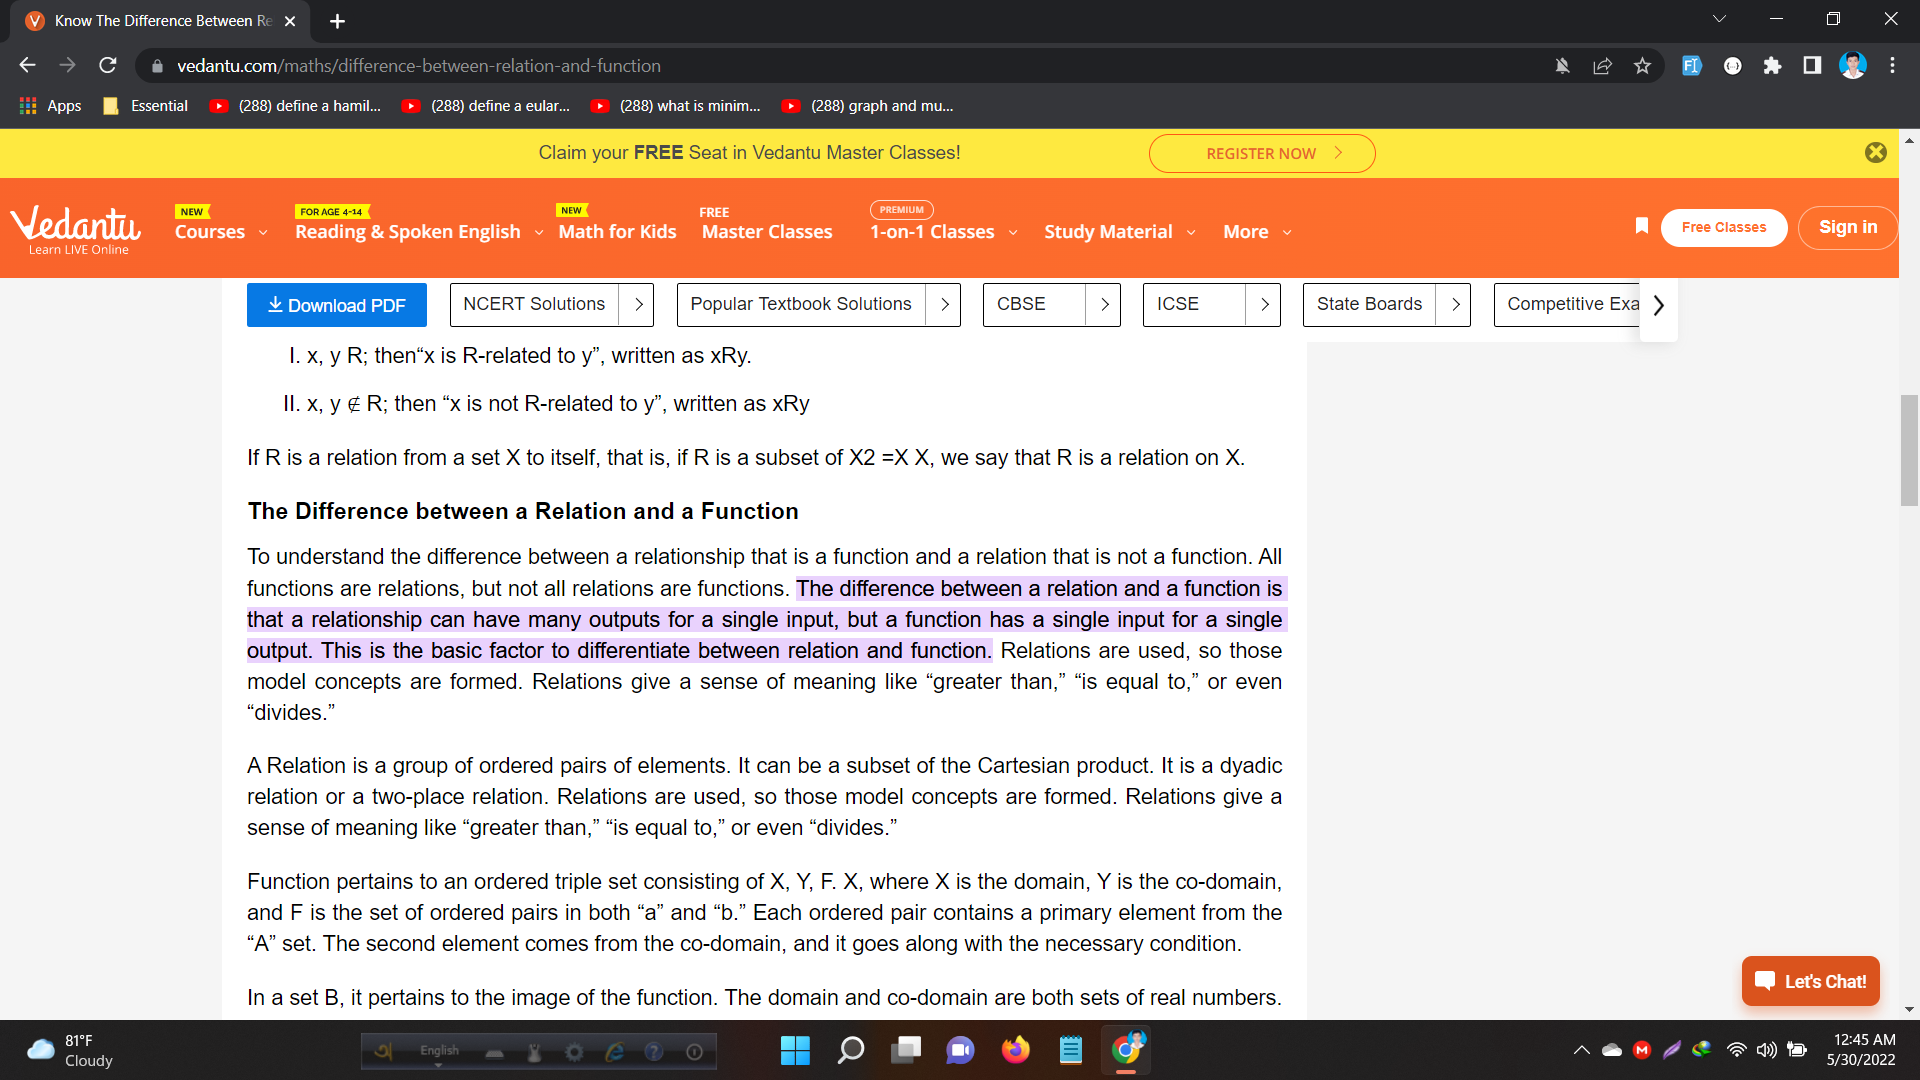 Know The Difference Between Re
vedantu.com/maths/difference-between-relation-and-function
Apps
Essential
(288) define a hamil...
(288) define a eular...
(288) what is minim...
(288) graph and mu...
Claim your FREE Seat in Vedantu Master Classes!
REGISTER NOW
Vedantu
Learn LIVE Online
NEW
Courses
FOR AGE 4-14
Reading & Spoken English
NEW
Math for Kids
FREE
Master Classes
PREMIUM
1-on-1 Classes
Study Material
More
Free Classes
Sign in
Download PDF
NCERT Solutions
Popular Textbook Solutions
CBSE
ICSE
State Boards
Competitive Exa
I. x, y R; then“x is R-related to y”, written as xRy.
II. x, y ∉ R; then “x is not R-related to y”, written as xRy
If R is a relation from a set X to itself, that is, if R is a subset of X2 =X X, we say that R is a relation on X.
The Difference between a Relation and a Function
To understand the difference between a relationship that is a function and a relation that is not a function. All
functions are relations, but not all relations are functions. The difference between a relation and a function is
that a relationship can have many outputs for a single input, but a function has a single input for a single
output. This is the basic factor to differentiate between relation and function. Relations are used, so those
model concepts are formed. Relations give a sense of meaning like “greater than,” “is equal to,” or even
“divides.”
A Relation is a group of ordered pairs of elements. It can be a subset of the Cartesian product. It is a dyadic
relation or a two-place relation. Relations are used, so those model concepts are formed. Relations give a
sense of meaning like “greater than,” “is equal to,” or even “divides.”
Function pertains to an ordered triple set consisting of X, Y, F. X, where X is the domain, Y is the co-domain,
and F is the set of ordered pairs in both “a” and “b.” Each ordered pair contains a primary element from the
“A” set. The second element comes from the co-domain, and it goes along with the necessary condition.
In a set B, it pertains to the image of the function. The domain and co-domain are both sets of real numbers.
Let's Chat!
81°F
Cloudy
English
12:45 AM
5/30/2022